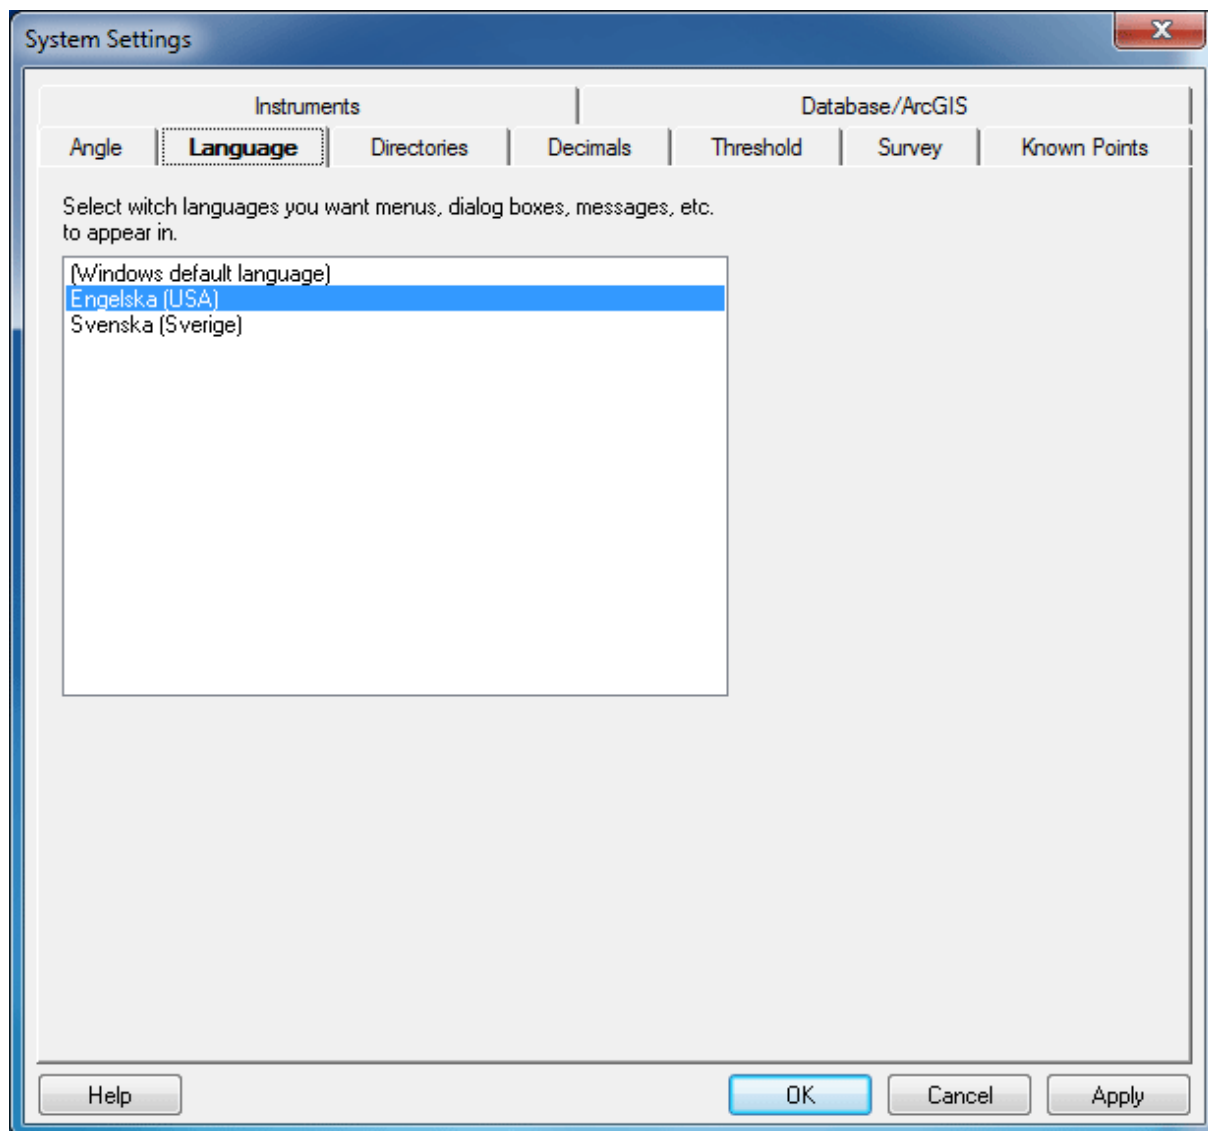 System Settings
Instruments
Database/ArcGIS
Angle
Language
Directories
Decimals
Threshold
Survey
Known Points
Select witch languages you want menus, dialog boxes, messages, etc.
to appear in.
(Windows default language)
Engelska (USA)
Svenska (Sverige)
Help
OK
Cancel
Apply